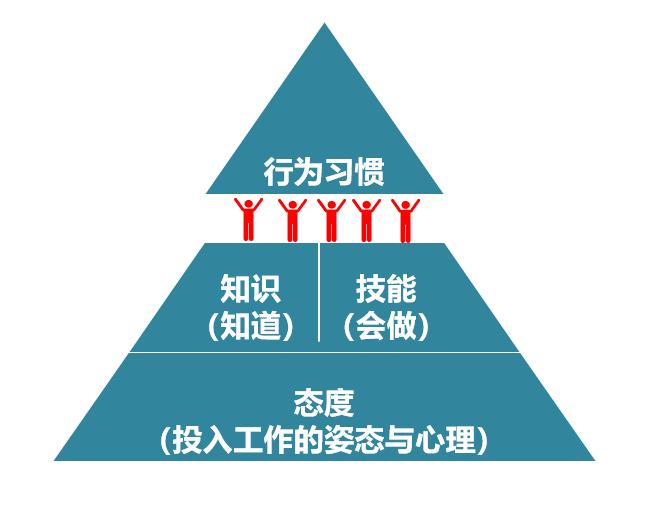 行为习惯
知识
（知道）
技能
（会做）
态度
（投入工作的姿态与心理）